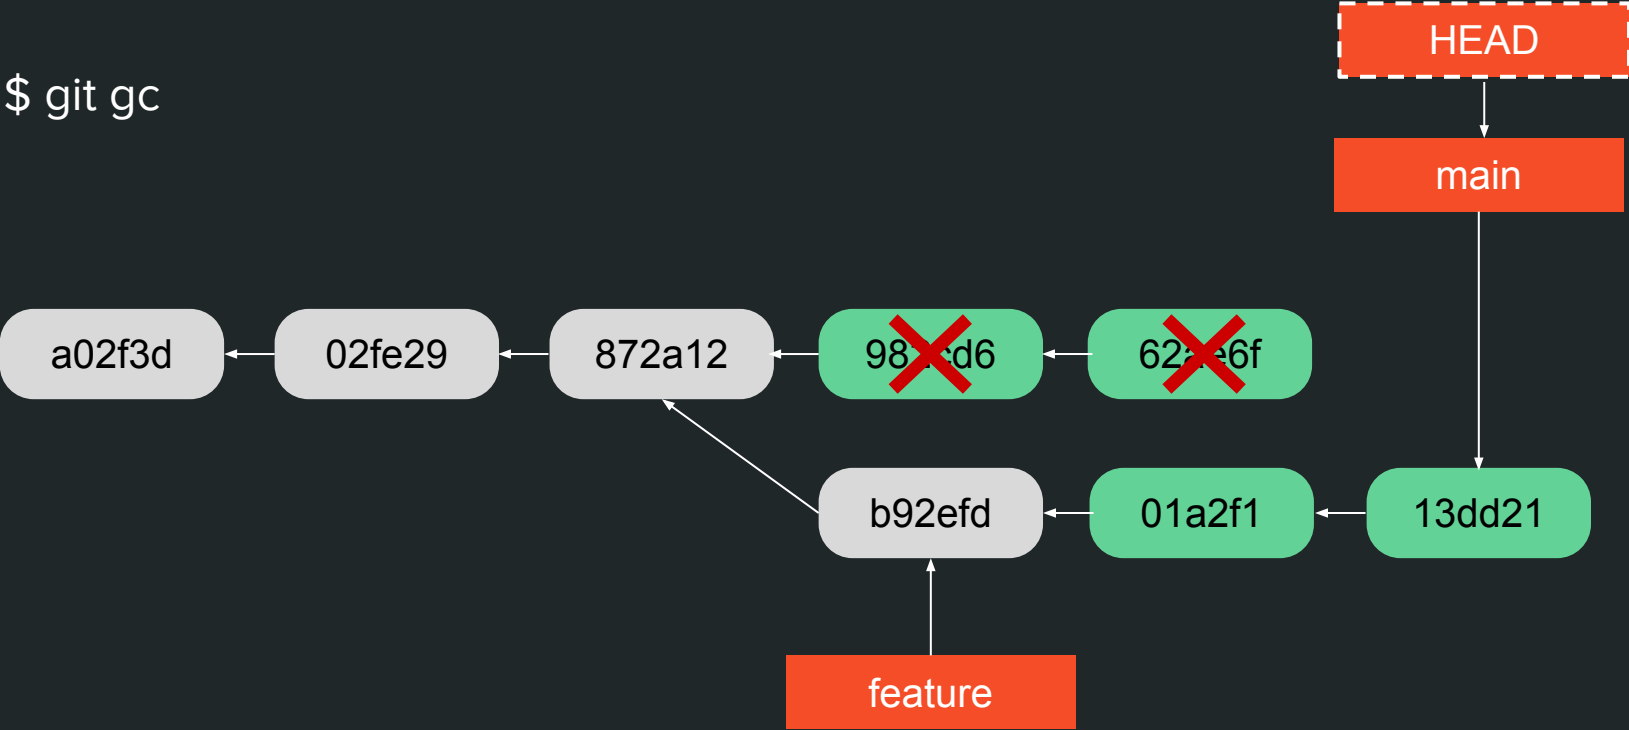 HEAD
$ git gc
main
a02f3d
02fe29
872a12
b92efd
01a2f1
13dd21
feature